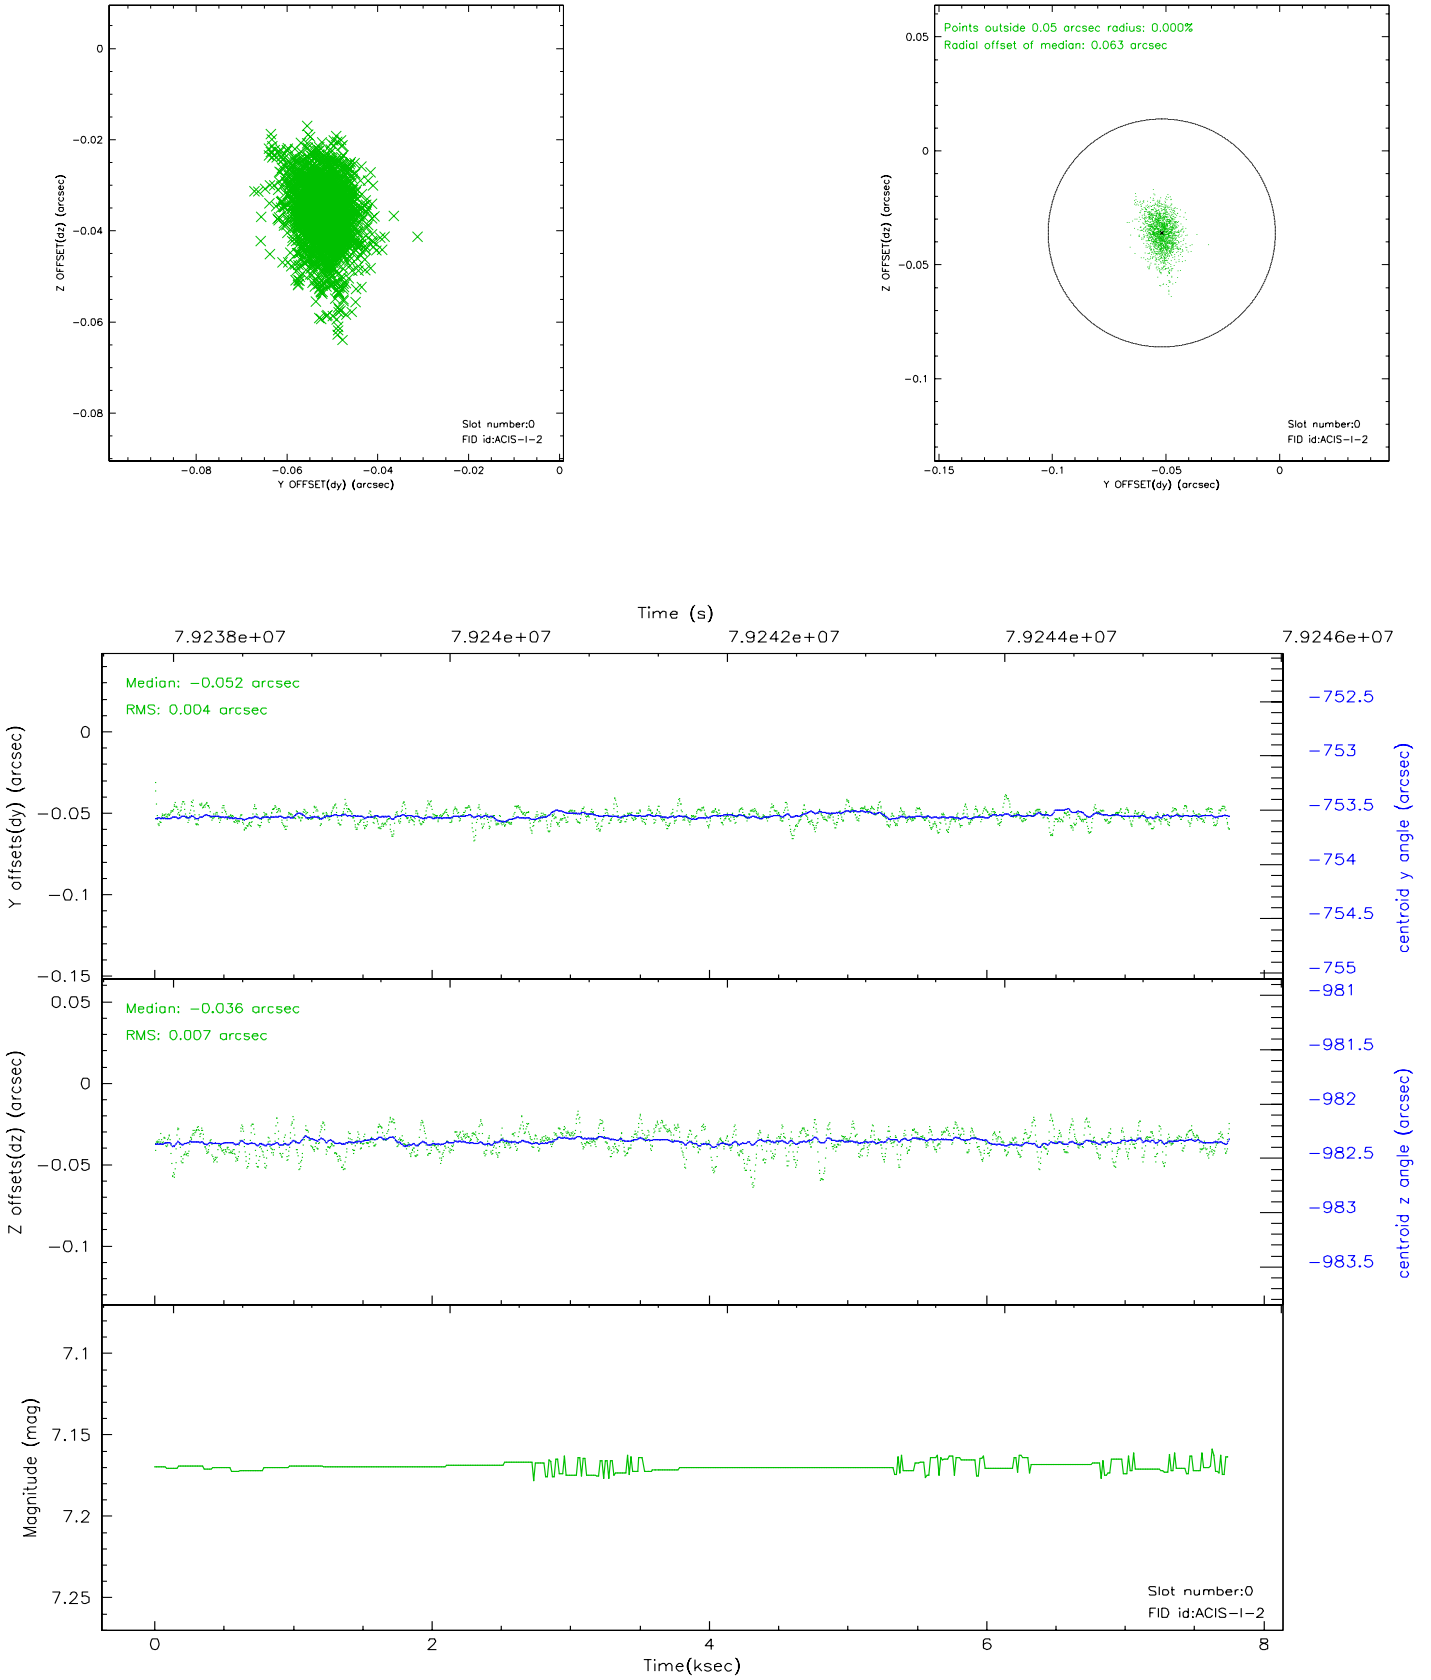 0
-0.02
-0.04
-0.06
-0.08
Z OFFSET(dz) (arcsec)
Slot number:0
FID id:ACIS-I-2
-0.08 -0.06 -0.04 -0.02 0
Y OFFSET(dy) (arcsec)
Points outside 0.05 arcsec radius: 0.000%
Radial offset of median: 0.063 arcsec
0.05
0
-0.05
-0.1
Z OFFSET(dz) (arcsec)
Slot number:0
FID id:ACIS-I-2
-0.15 -0.1 -0.05 0
Y OFFSET(dy) (arcsec)
Time (s)
7.9238e+07 7.924e+07 7.9242e+07 7.9244e+07 7.9246e+07
Median: -0.052 arcsec
RMS: 0.004 arcsec
0
-0.05
-0.1
-0.15
Y offsets(dy) (arcsec)
-752.5
-753
-753.5
-754
-754.5
-755
centroid y angle (arcsec)
Median: -0.036 arcsec
RMS: 0.007 arcsec
0.05
0
-0.05
-0.1
Z offsets(dz) (arcsec)
-981
-981.5
-982
-982.5
-983
-983.5
centroid z angle (arcsec)
7.1
7.15
7.2
7.25
Magnitude (mag)
Slot number:0
FID id:ACIS-I-2
0 2 4 6 8
Time(ksec)